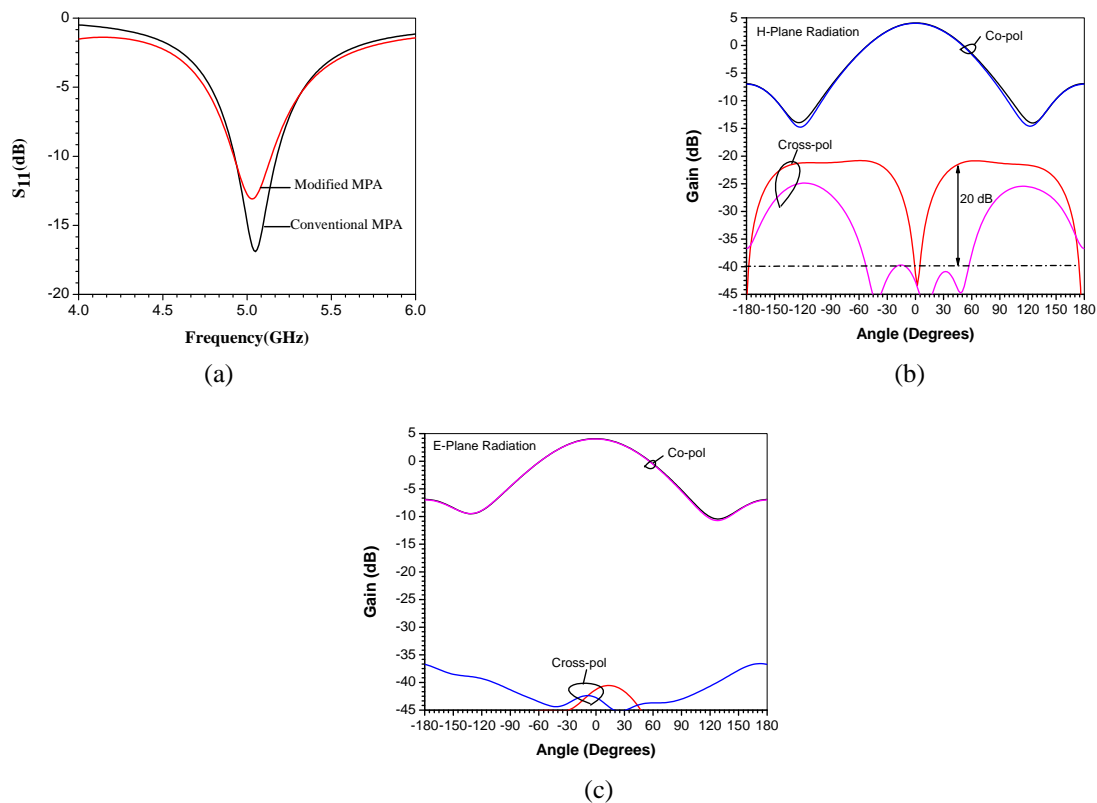 0
-5
-10
-15
-20
S11(dB)
Modified MPA
Conventional MPA
4.0 4.5 5.0 5.5 6.0
Frequency(GHz)
(a)
5
0
-5
-10
-15
-20
-25
-30
-35
-40
-45
Gain (dB)
H-Plane Radiation
Co-pol
Cross-pol
20 dB
-180 -150 -120 -90 -60 -30 0 30 60 90 120 150 180
Angle (Degrees)
(b)
5
0
-5
-10
-15
-20
-25
-30
-35
-40
-45
Gain (dB)
E-Plane Radiation
Co-pol
Cross-pol
-180 -150 -120 -90 -60 -30 0 30 60 90 120 150 180
Angle (Degrees)
(c)